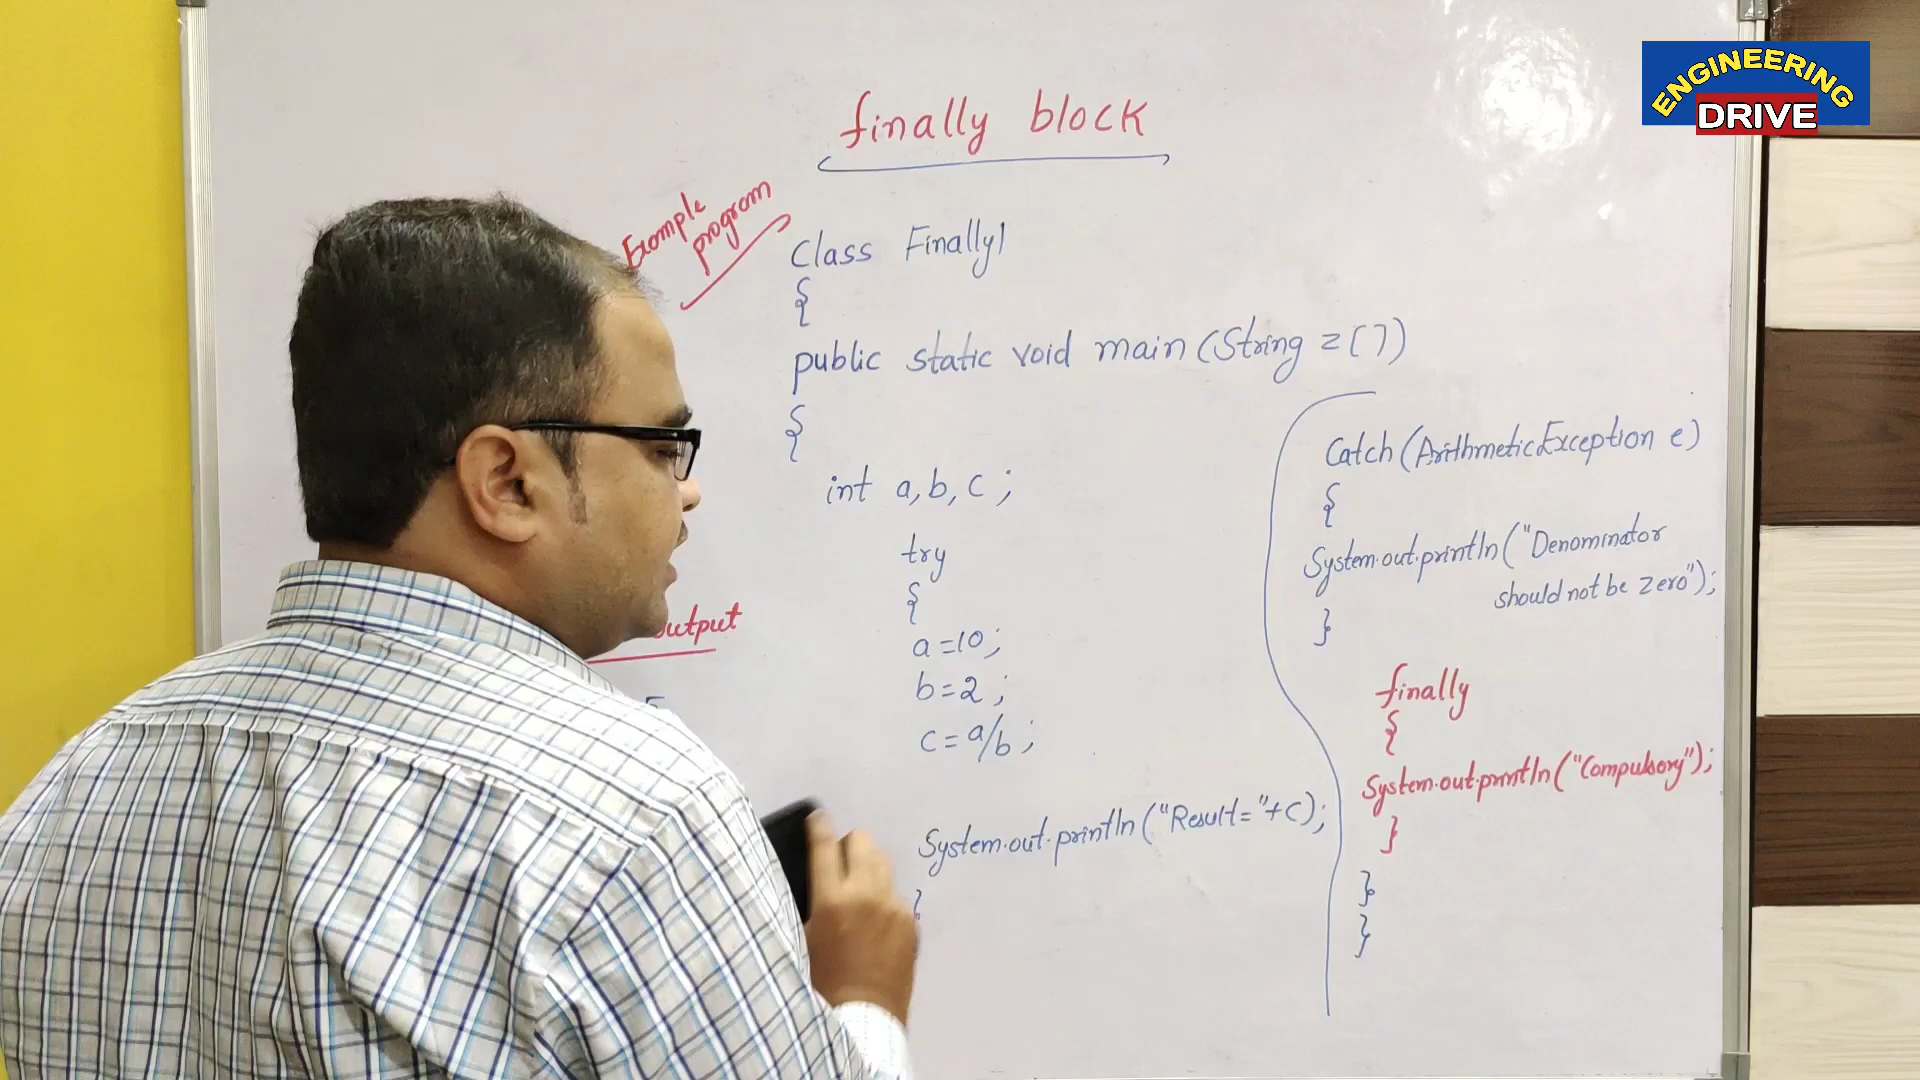 ENGINEERING
DRIVE
finally block
Example
program
Class Finally1
{
public static void main (String z[])
{
int a, b, c ;
try
{
a = 10;
b = 2 ;
c = a/b ;
System.out.println ("Result = "+c);
}
Catch (ArithmeticException e)
{
System.out.println ("Denominator
should not be zero");
}
finally
{
System.out.println ("Compulsory");
}
}
}
output